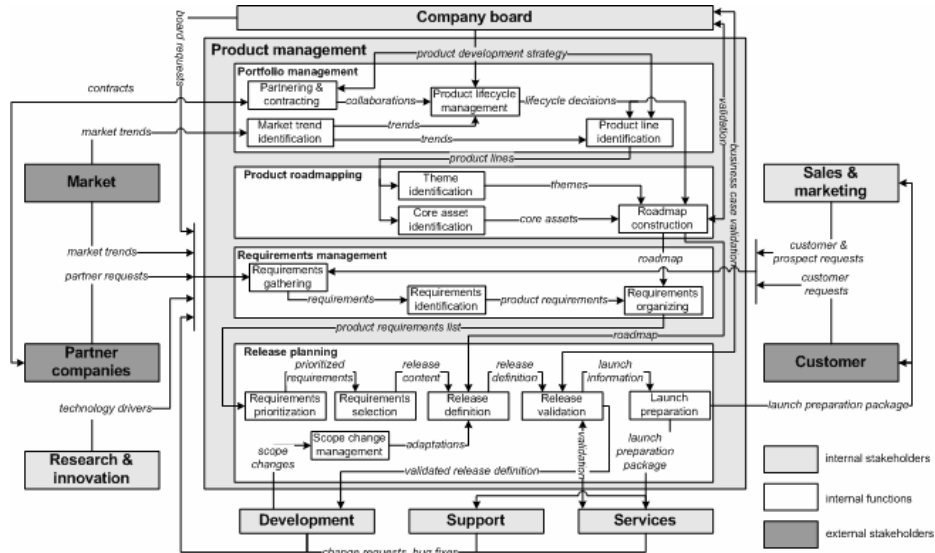 Company board
board requests
Product management
product development strategy
Portfolio management
contracts
Partnering &
contracting
collaborations
Product lifecycle
management
lifecycle decisions
market trends
Market trend
identification
trends
trends
Product line
identification
validation
business case validation
product lines
Market
Product roadmapping
Theme
identification
themes
Core asset
identification
core assets
Roadmap
construction
Sales &
marketing
market trends
partner requests
Requirements management
roadmap
Requirements
gathering
requirements
Requirements
identification
product requirements
Requirements
organizing
customer &
prospect requests
customer
requests
product requirements list
roadmap
Partner
companies
Release planning
prioritized
requirements
release
content
release
definition
launch
information
Customer
technology drivers
Requirements
prioritization
Requirements
selection
Release
definition
Release
validation
Launch
preparation
launch preparation package
Research &
innovation
scope
changes
Scope change
management
adaptations
validation
launch
preparation
package
validated release definition
internal stakeholders
internal functions
external stakeholders
Development
Support
Services
change requests, bug fixes